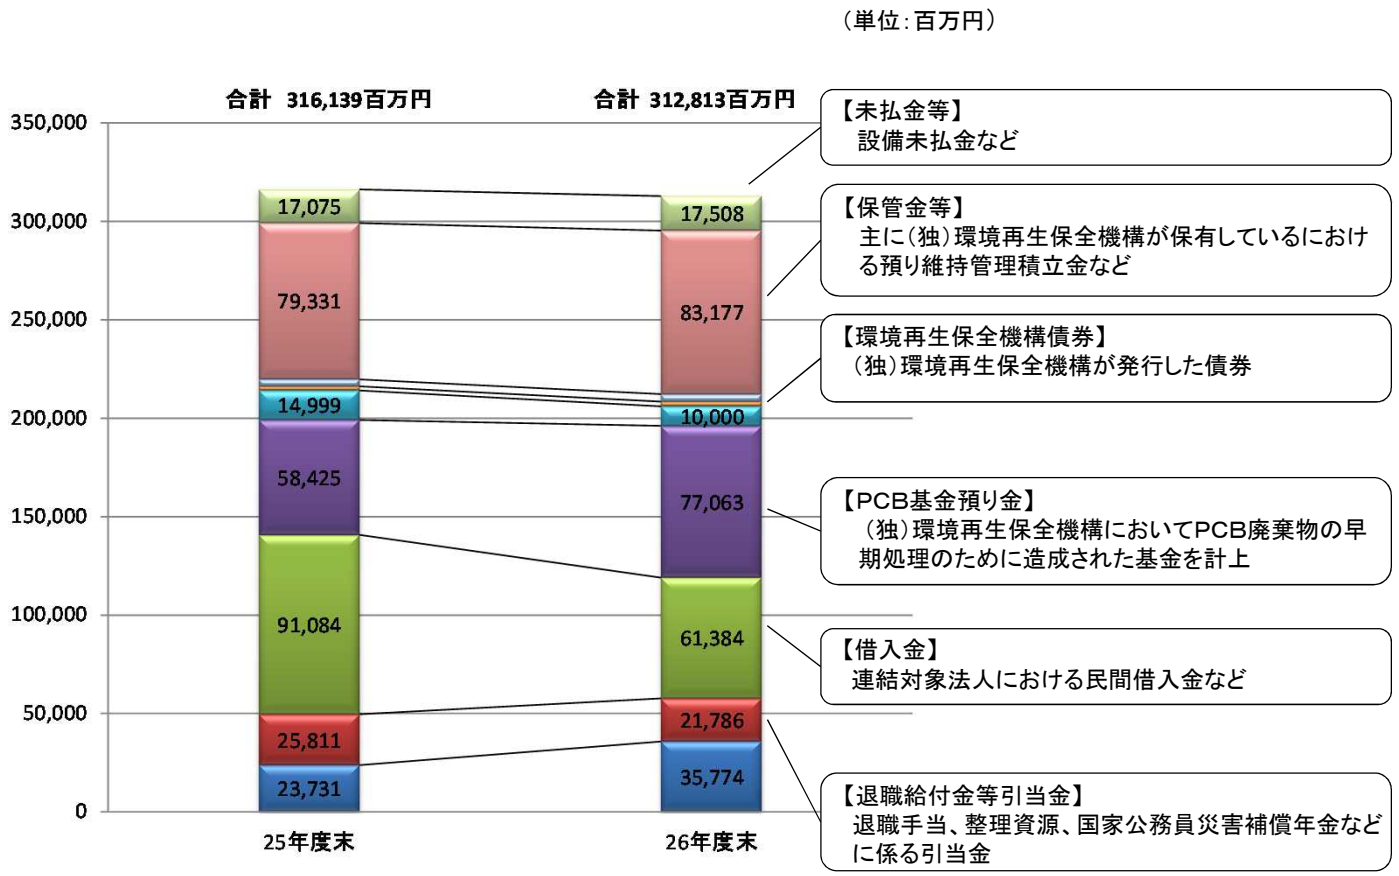 （単位：百万円）
合計 316,139百万円
合計 312,813百万円
350,000
300,000
250,000
200,000
150,000
100,000
50,000
0
17,075
79,331
14,999
58,425
91,084
25,811
23,731
25年度末
17,508
83,177
10,000
77,063
61,384
21,786
35,774
26年度末
【未払金等】
設備未払金など
【保管金等】
主に（独）環境再生保全機構が保有しているにおけ
る預り維持管理積立金など
【環境再生保全機構債券】
（独）環境再生保全機構が発行した債券
【PCB基金預り金】
（独）環境再生保全機構においてPCB廃棄物の早
期処理のために造成された基金を計上
【借入金】
連結対象法人における民間借入金など
【退職給付金等引当金】
退職手当、整理資源、国家公務員災害補償年金など
に係る引当金